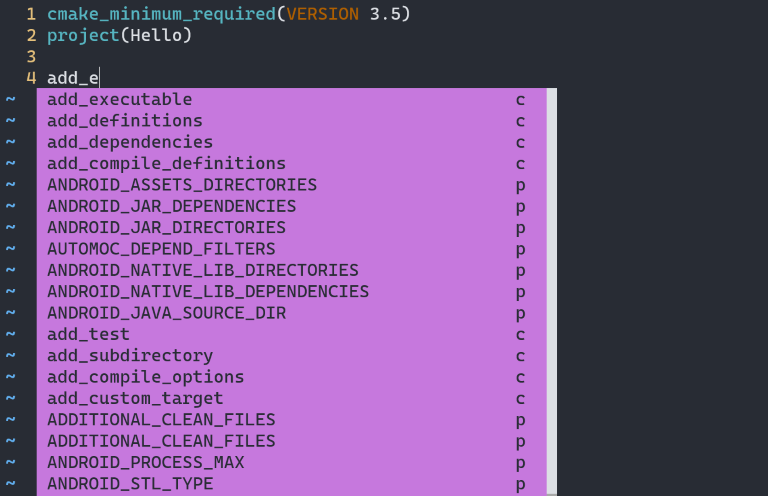 1 cmake_minimum_required(VERSION 3.5)
2 project(Hello)
3
4 add_e
~ add_executable c
~ add_definitions c
~ add_dependencies c
~ add_compile_definitions c
~ ANDROID_ASSETS_DIRECTORIES p
~ ANDROID_JAR_DEPENDENCIES p
~ ANDROID_JAR_DIRECTORIES p
~ AUTOMOC_DEPEND_FILTERS p
~ ANDROID_NATIVE_LIB_DIRECTORIES p
~ ANDROID_NATIVE_LIB_DEPENDENCIES p
~ ANDROID_JAVA_SOURCE_DIR p
~ add_test c
~ add_subdirectory c
~ add_compile_options c
~ add_custom_target c
~ ADDITIONAL_CLEAN_FILES p
~ ADDITIONAL_CLEAN_FILES p
~ ANDROID_PROCESS_MAX p
~ ANDROID_STL_TYPE p